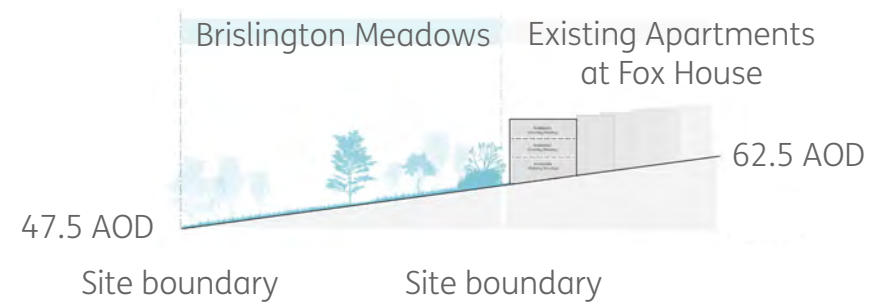 Brislington Meadows
Existing Apartments
at Fox House
62.5 AOD
47.5 AOD
Site boundary
Site boundary